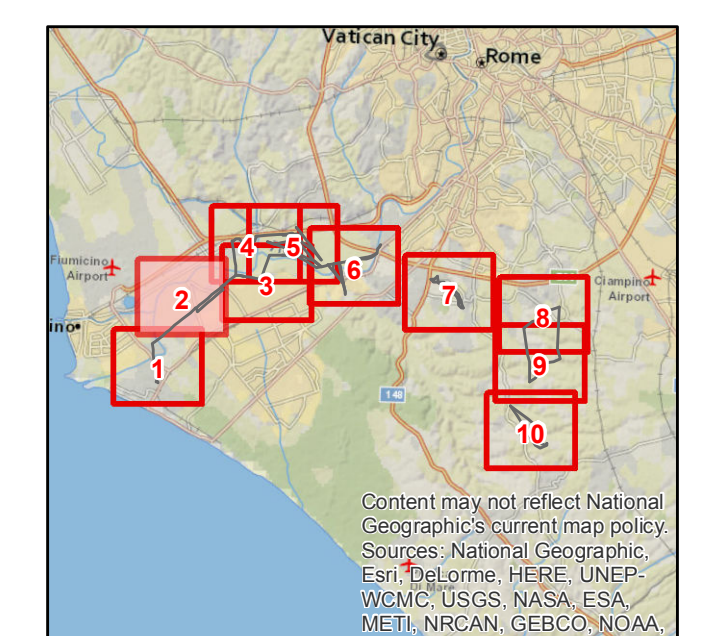 Vatican City
Rome
Fiumicino
Airport
ino
4
5
6
3
2
7
Ciampino
Airport
8
1
9
148
10
Content may not reflect National
Geographic's current map policy.
Sources: National Geographic,
Esri, DeLorme, HERE, UNEP-
WCMC, USGS, NASA, ESA,
METI, NRCAN, GEBCO, NOAA,
Di Mare